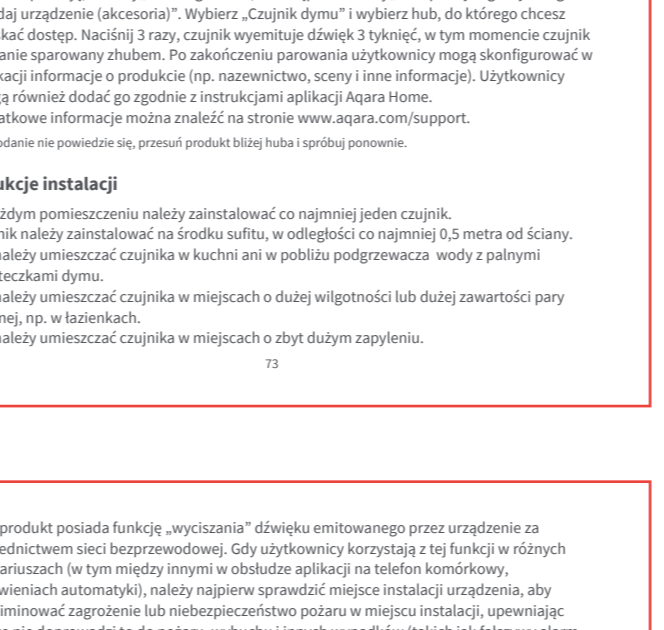 daj urządzenie (akcesoria)”. Wybierz „Czujnik dymu” i wybierz hub, do którego chcesz
skać dostęp. Naciśnij 3 razy, czujnik wyemituje dźwięk 3 tyknięć, w tym momencie czujnik
anie sparowany zhubem. Po zakończeniu parowania użytkownicy mogą skonfigurować w
kacji informacje o produkcie (np. nazewnictwo, sceny i inne informacje). Użytkownicy
ą również dodać go zgodnie z instrukcjami aplikacji Aqara Home.
atkowe informacje można znaleźć na stronie www.aqara.com/support.
odanie nie powiedzie się, przesuń produkt bliżej huba i spróbuj ponownie.
ukcje instalacji
żdym pomieszczeniu należy zainstalować co najmniej jeden czujnik.
nik należy zainstalować na środku sufitu, w odległości co najmniej 0,5 metra od ściany.
należy umieszczać czujnika w kuchni ani w pobliżu podgrzewacza wody z palnymi
steczkami dymu.
należy umieszczać czujnika w miejscach o dużej wilgotności lub dużej zawartości pary
nej, np. w łazienkach.
należy umieszczać czujnika w miejscach o zbyt dużym zapyleniu.
73
produkt posiada funkcję „wyciszania” dźwięku emitowanego przez urządzenie za
ednictwem sieci bezprzewodowej. Gdy użytkownicy korzystają z tej funkcji w różnych
ariuszach (w tym między innymi w obsłudze aplikacji na telefon komórkowy,
wieniach automatyki), należy najpierw sprawdzić miejsce instalacji urządzenia, aby
iminować zagrożenie lub niebezpieczeństwo pożaru w miejscu instalacji, upewniając